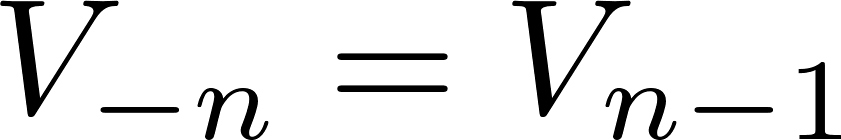 $V_{-n} = V_{n-1}$